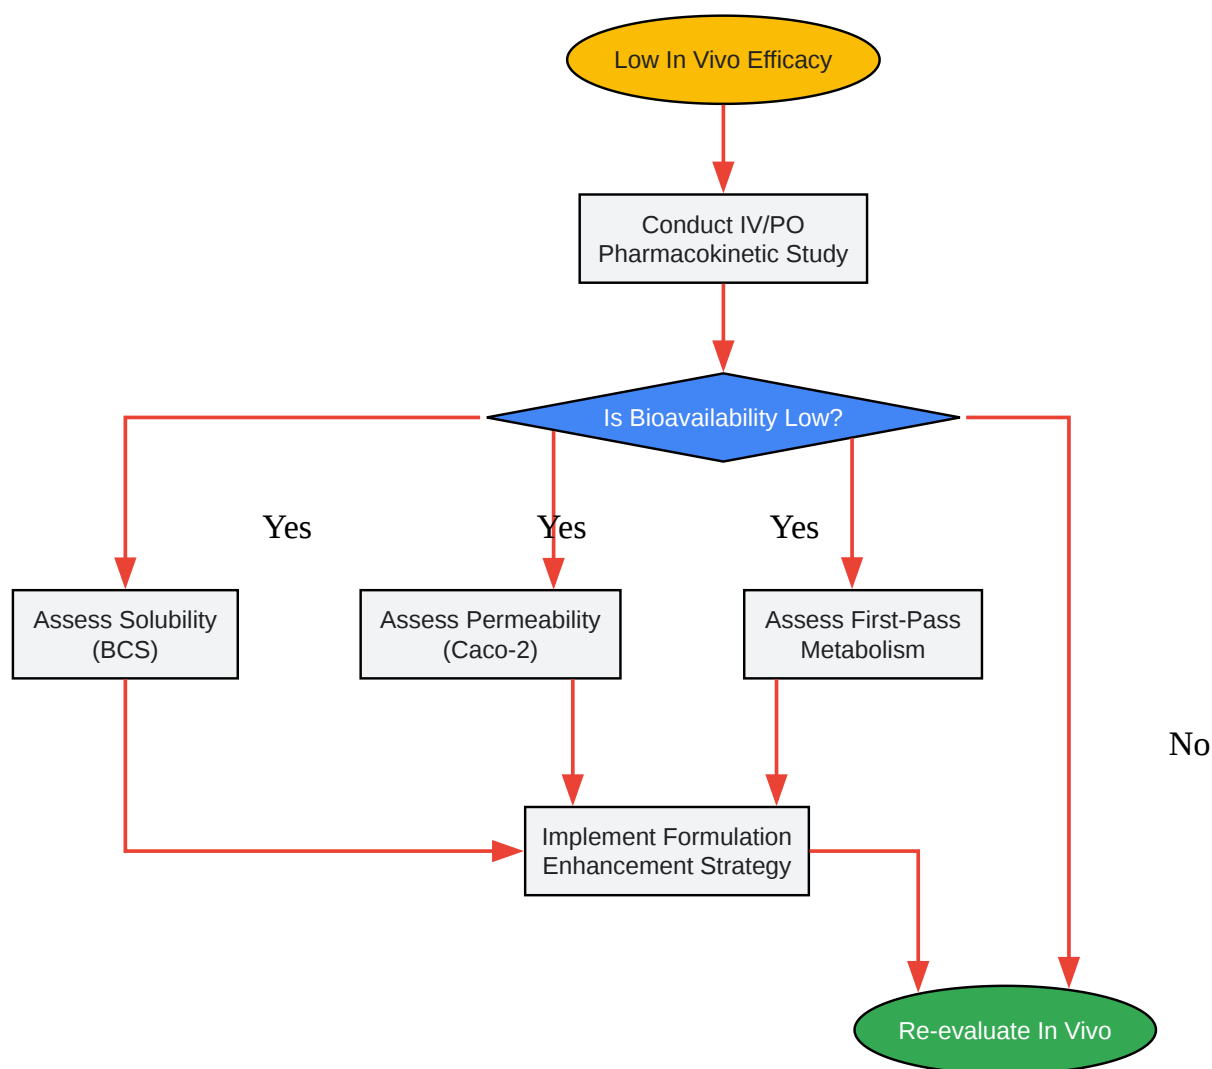 Low In Vivo Efficacy
Conduct IV/PO
Pharmacokinetic Study
Is Bioavailability Low?
Yes
Yes
Yes
Assess Solubility
(BCS)
Assess Permeability
(Caco-2)
Assess First-Pass
Metabolism
No
Implement Formulation
Enhancement Strategy
Re-evaluate In Vivo